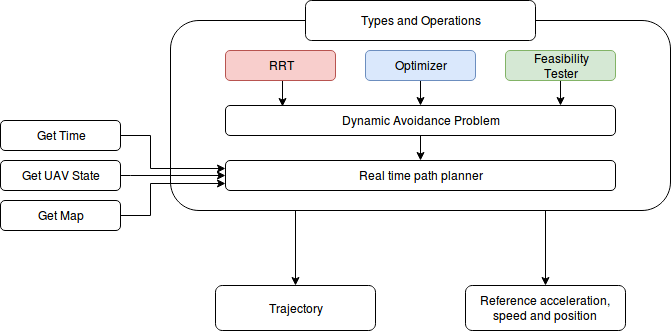 Types and Operations
RRT
Optimizer
Feasibility
Tester
Dynamic Avoidance Problem
Get Time
Get UAV State
Real time path planner
Get Map
Trajectory
Reference acceleration,
speed and position